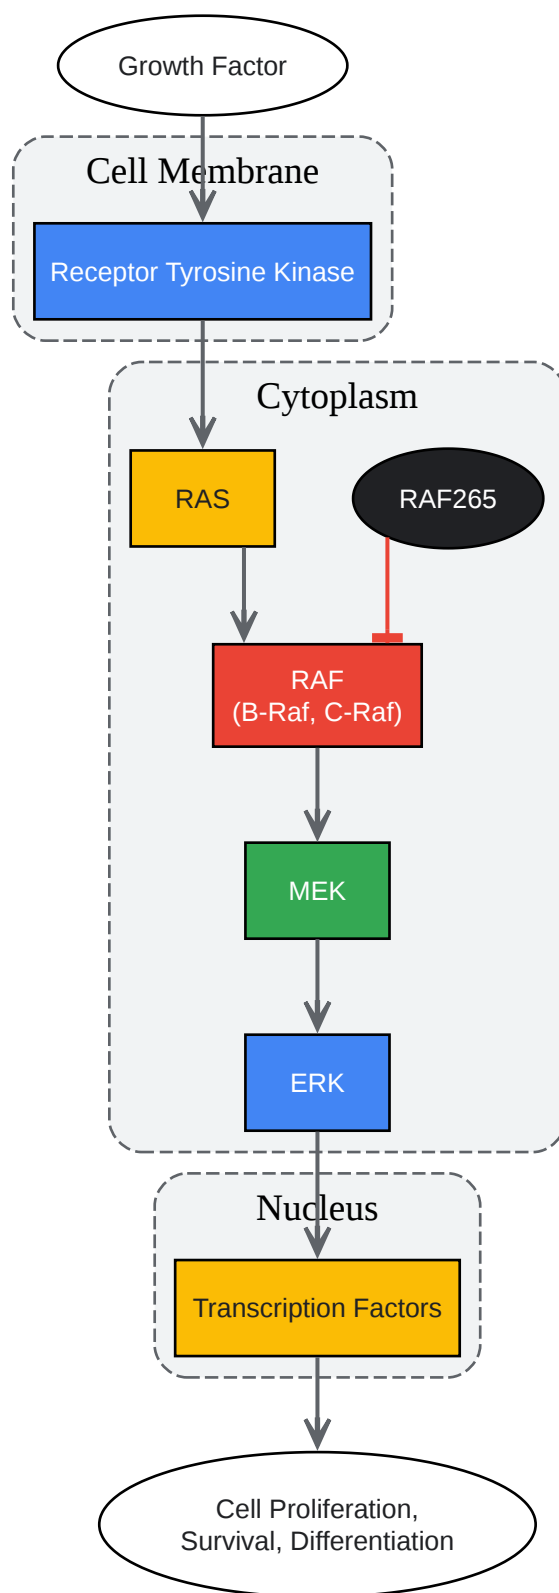 Growth Factor
Cell Membrane
Receptor Tyrosine Kinase
Cytoplasm
RAS
RAF265
RAF
(B-Raf, C-Raf)
MEK
ERK
Nucleus
Transcription Factors
Cell Proliferation,
Survival, Differentiation